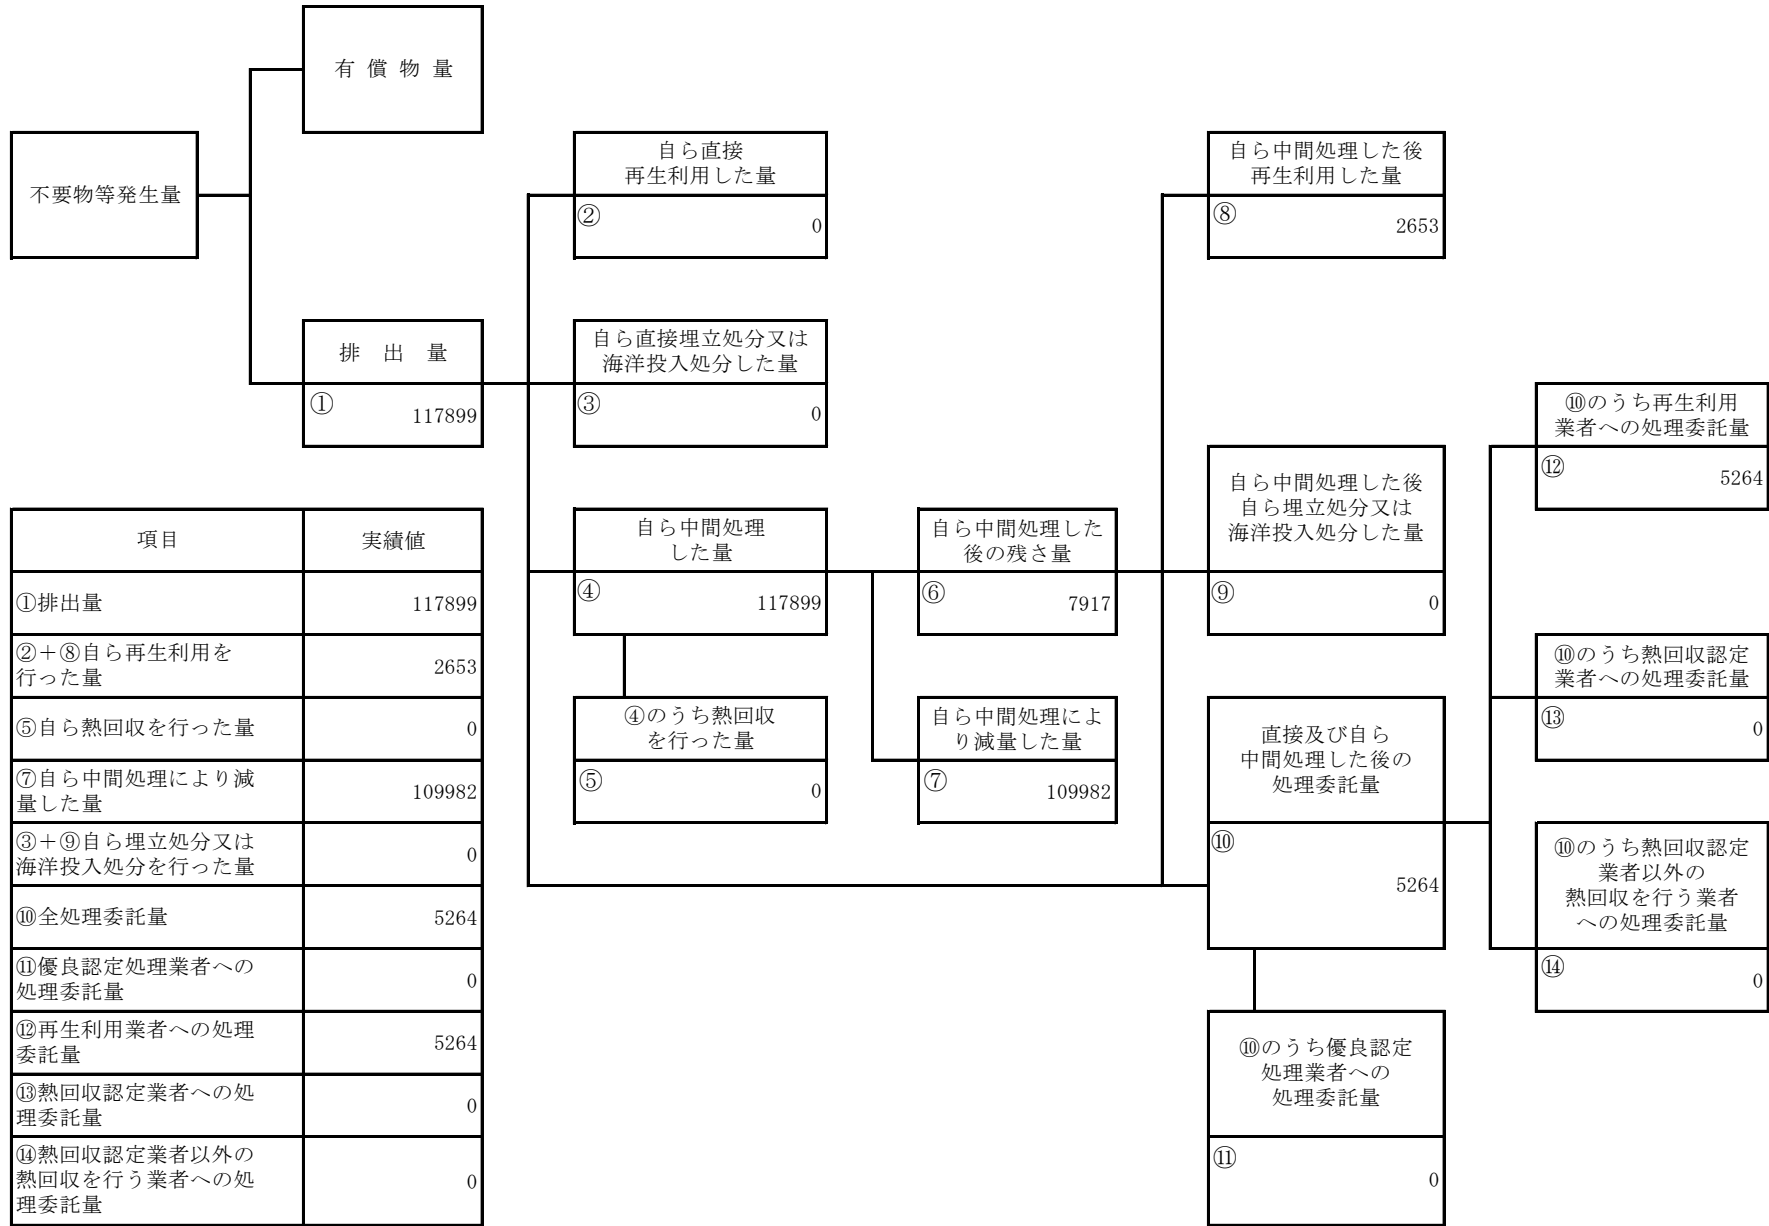 有 償 物 量
不要物等発生量
排 出 量
① 117899
自ら直接
再生利用した量
② 0
自ら直接埋立処分又は
海洋投入処分した量
③ 0
自ら中間処理
した量
④ 117899
④のうち熱回収
を行った量
⑤ 0
自ら中間処理した
後の残さ量
⑥ 7917
自ら中間処理によ
り減量した量
⑦ 109982
自ら中間処理した後
再生利用した量
⑧ 2653
自ら中間処理した後
自ら埋立処分又は
海洋投入処分した量
⑨ 0
直接及び自ら
中間処理した後の
処理委託量
⑩
5264
⑩のうち優良認定
処理業者への
処理委託量
⑪ 0
⑩のうち再生利用
業者への処理委託量
⑫ 5264
⑩のうち熱回収認定
業者への処理委託量
⑬ 0
⑩のうち熱回収認定
業者以外の
熱回収を行う業者
への処理委託量
⑭ 0
項目 実績値
①排出量 117899
②+⑧自ら再生利用を
行った量 2653
⑤自ら熱回収を行った量 0
⑦自ら中間処理により減
量した量 109982
③+⑨自ら埋立処分又は
海洋投入処分を行った量 0
⑩全処理委託量 5264
⑪優良認定処理業者への
処理委託量 0
⑫再生利用業者への処理
委託量 5264
⑬熱回収認定業者への処
理委託量 0
⑭熱回収認定業者以外の
熱回収を行う業者への処
理委託量 0